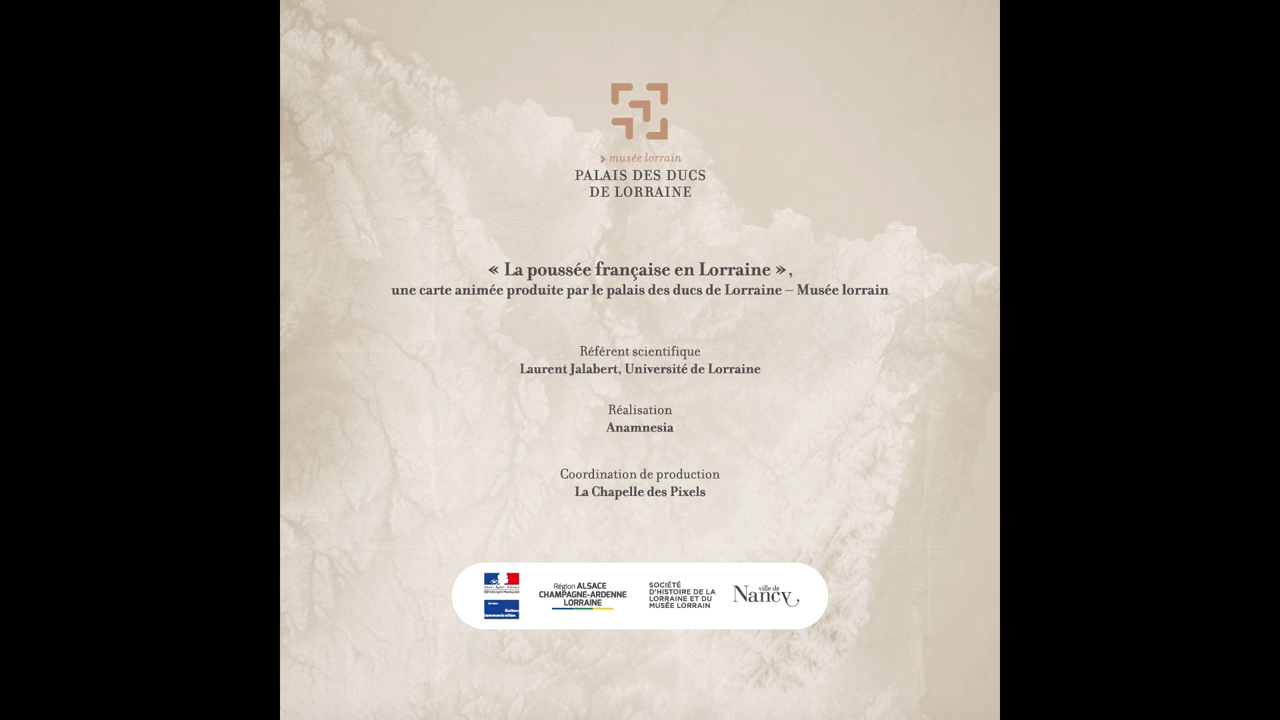 musée lorrain
PALAIS DES DUCS
DE LORRAINE
« La poussée française en Lorraine »,
une carte animée produite par le palais des ducs de Lorraine – Musée lorrain
Référent scientifique
Laurent Jalabert, Université de Lorraine
Réalisation
Anamnesia
Coordination de production
La Chapelle des Pixels
Région ALSACE
CHAMPAGNE-ARDENNE
LORRAINE
SOCIÉTÉ
D'HISTOIRE DE LA
LORRAINE ET DU
MUSÉE LORRAIN
ville de
Nancy